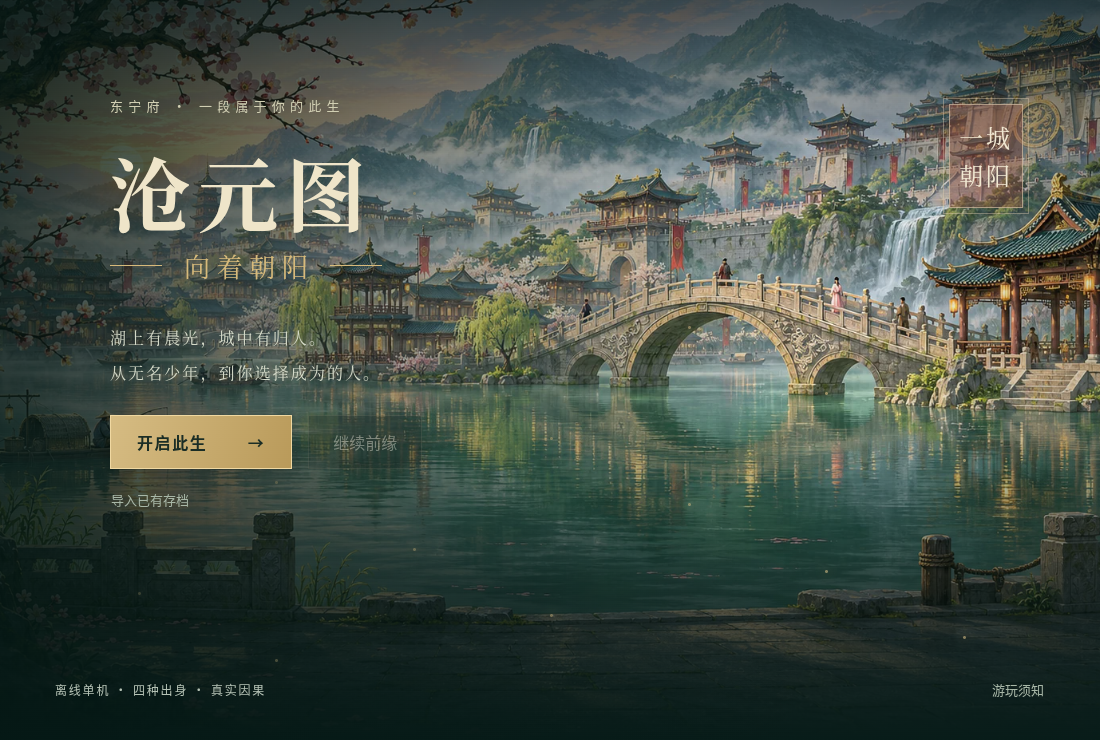 东宁府 · 一段属于你的此生
沧元图
向着朝阳
一城
朝阳
湖上有晨光，城中有归人。
从无名少年，到你选择成为的人。
开启此生 →
继续前缘
导入已有存档
离线单机 · 四种出身 · 真实因果
游玩须知